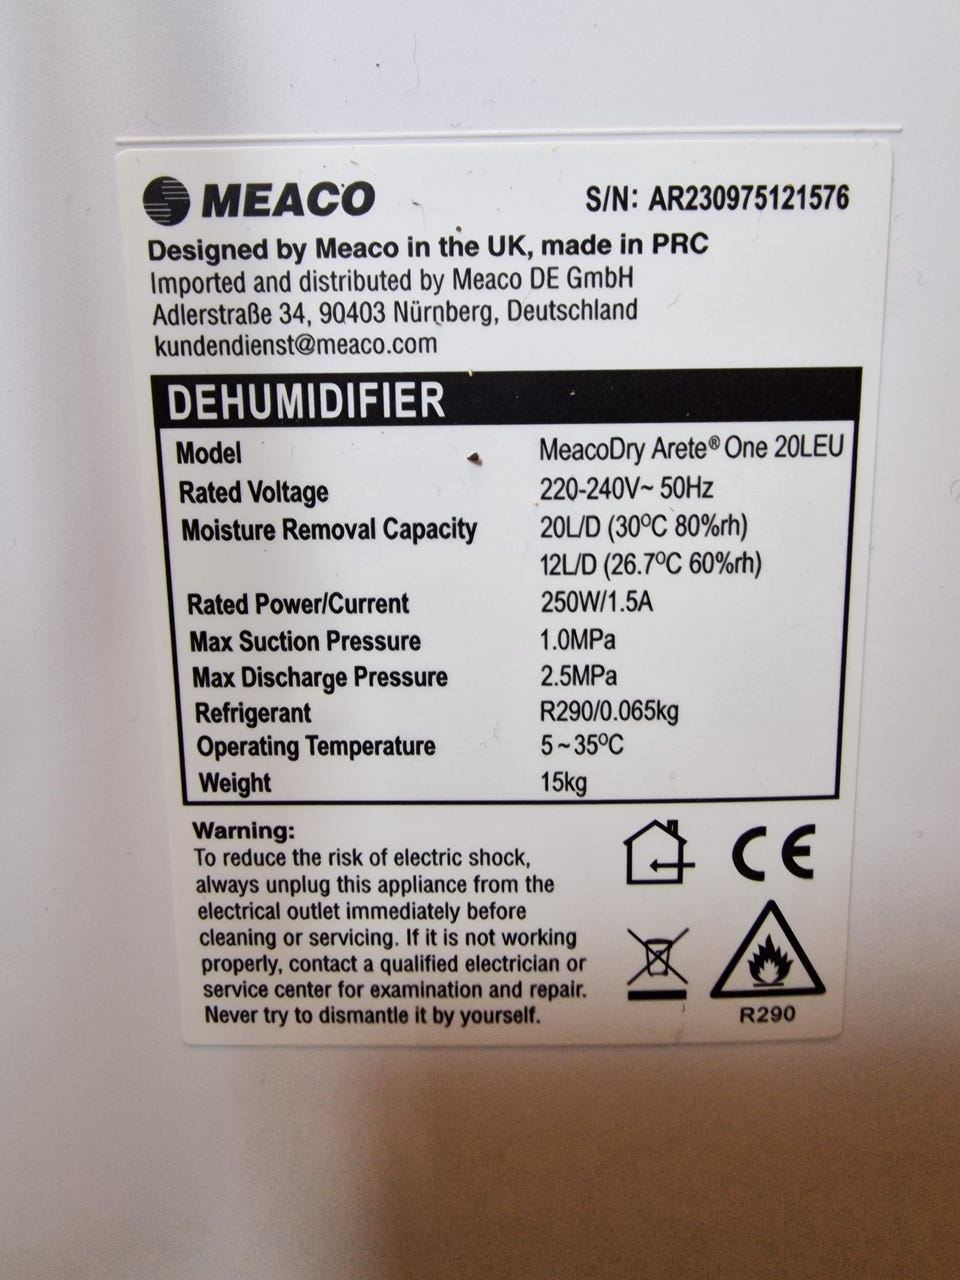 MEACO
S/N: AR230975121576
Designed by Meaco in the UK, made in PRC
Imported and distributed by Meaco DE GmbH
Adlerstraße 34, 90403 Nürnberg, Deutschland
kundendienst@meaco.com
DEHUMIDIFIER
Model MeacoDry Arete® One 20LEU
Rated Voltage 220-240V~ 50Hz
Moisture Removal Capacity 20L/D (30ºC 80%rh)
12L/D (26.7ºC 60%rh)
Rated Power/Current 250W/1.5A
Max Suction Pressure 1.0MPa
Max Discharge Pressure 2.5MPa
Refrigerant R290/0.065kg
Operating Temperature 5~35ºC
Weight 15kg
Warning:
To reduce the risk of electric shock,
always unplug this appliance from the
electrical outlet immediately before
cleaning or servicing. If it is not working
properly, contact a qualified electrician or
service center for examination and repair.
Never try to dismantle it by yourself.
CE
R290